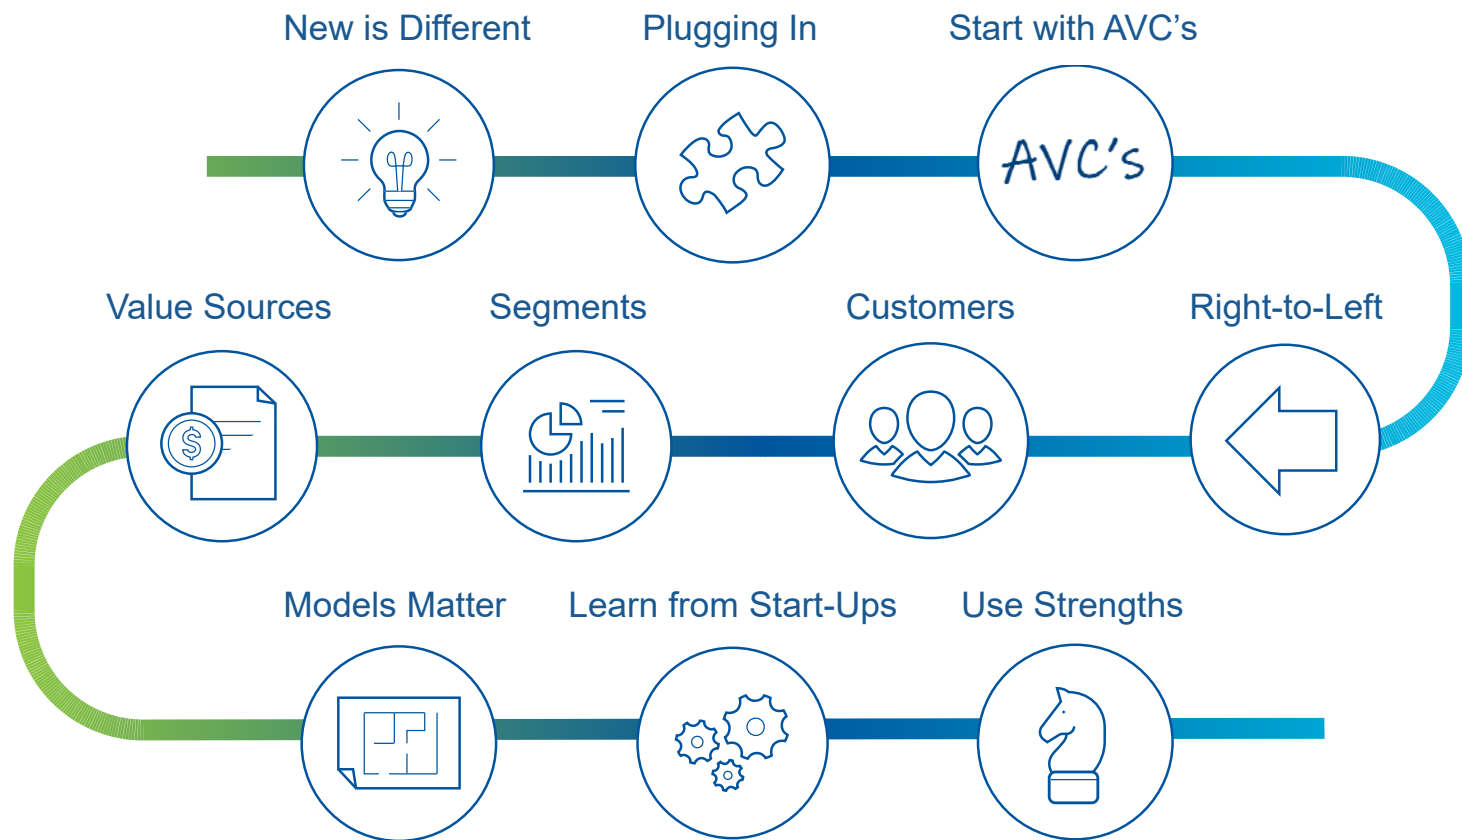 New is Different
Plugging In
Start with AVC’s
AVC's
Value Sources
Segments
Customers
Right-to-Left
$
Models Matter
Learn from Start-Ups
Use Strengths